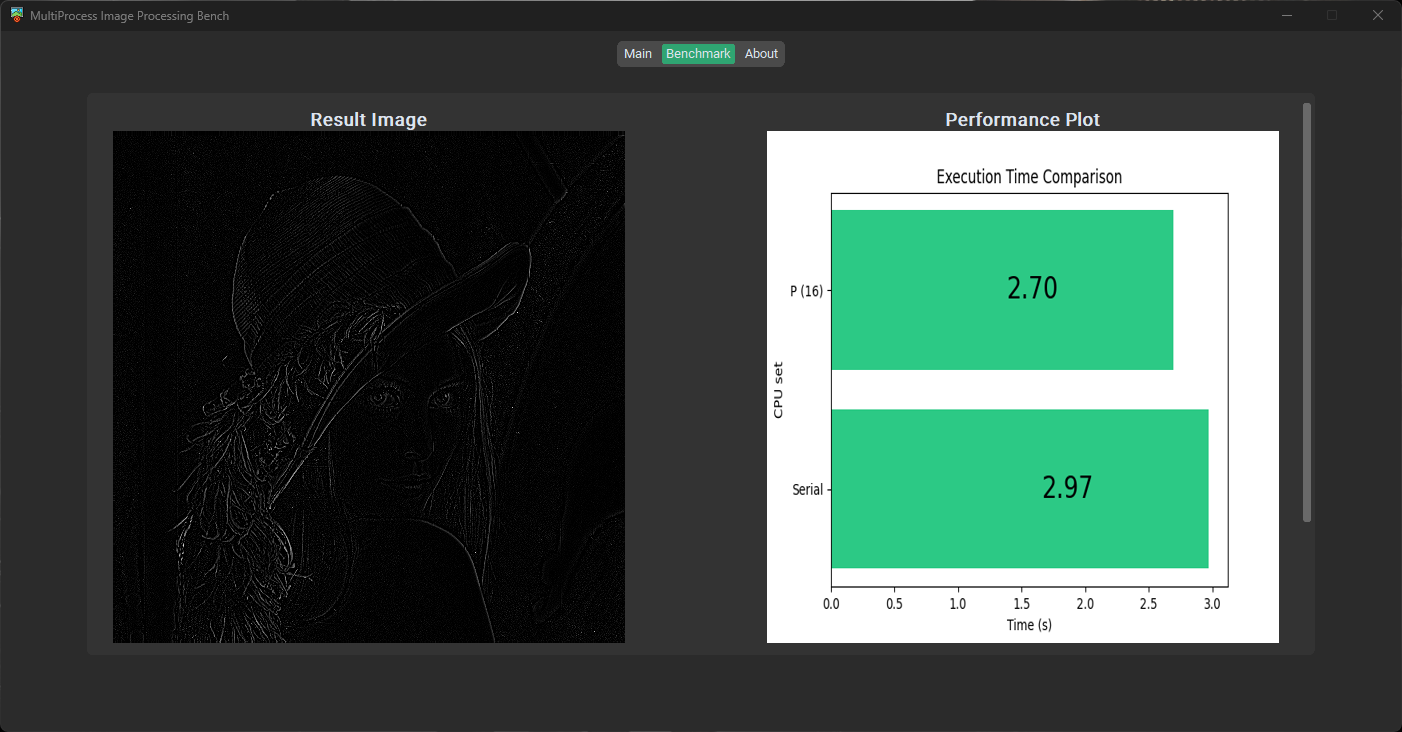 MultiProcess Image Processing Bench
Main Benchmark About
Result Image
Performance Plot
Execution Time Comparison
P (16)
2.70
CPU set
Serial
2.97
0.0 0.5 1.0 1.5 2.0 2.5 3.0
Time (s)